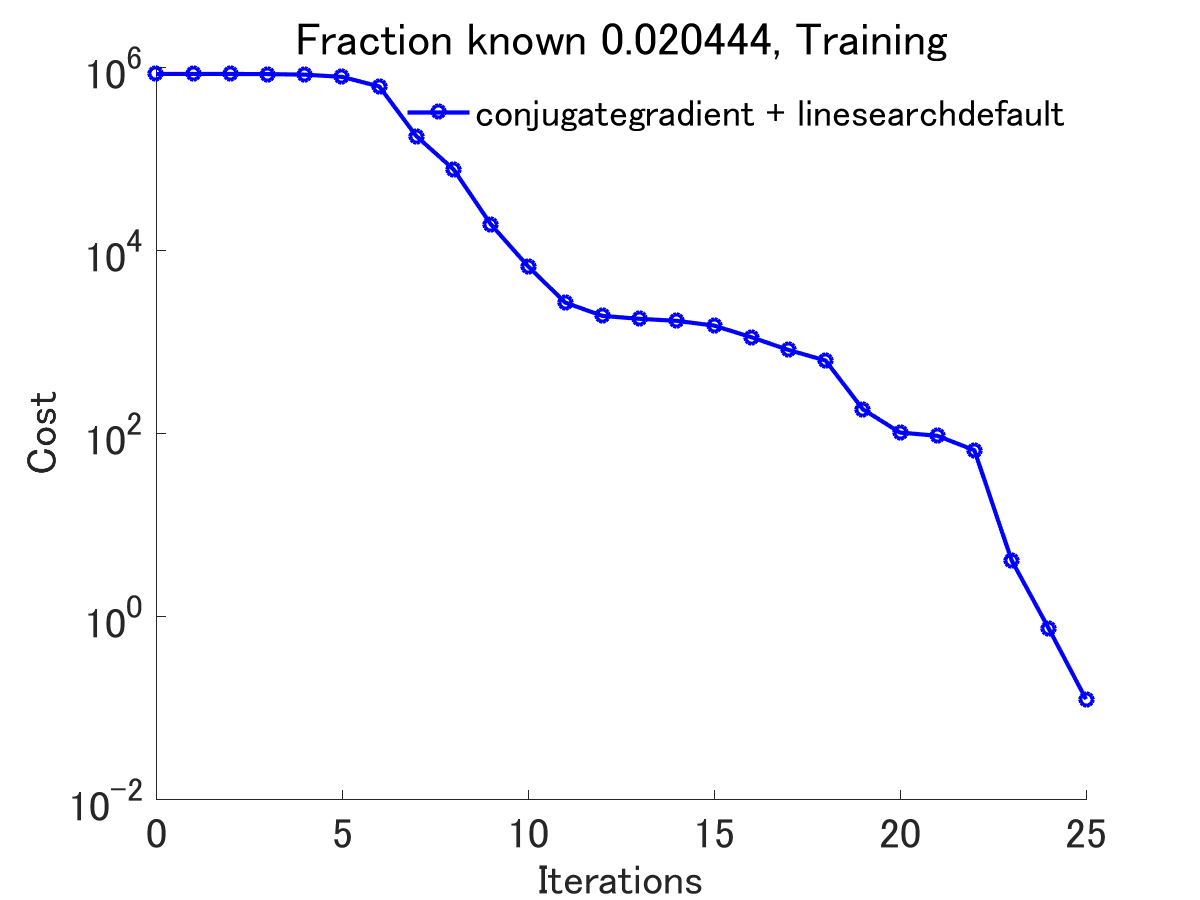 Fraction known 0.020444, Training
conjugategradient + linesearchdefault
10^6
10^4
10^2
10^0
10^-2
Cost
0 5 10 15 20 25
Iterations